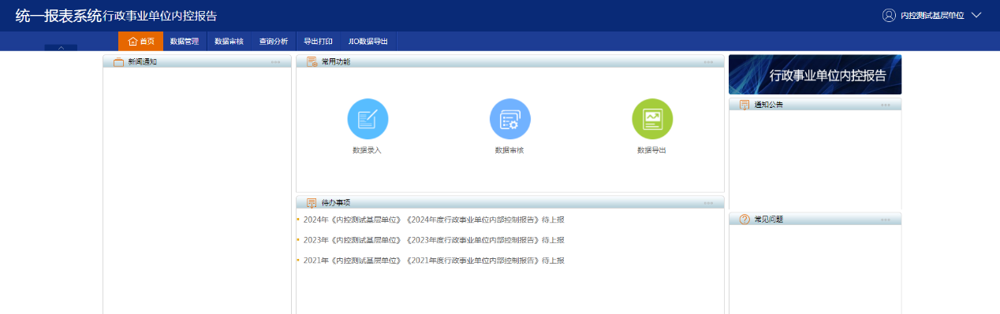 统一报表系统行政事业单位内控报告
内控测试基层单位
首页 数据管理 数据审核 查询分析 导出打印 JIO数据导出
新闻通知
常用功能
数据录入 数据审核 数据导出
待办事项
2024年《内控测试基层单位》《2024年度行政事业单位内部控制报告》待上报
2023年《内控测试基层单位》《2023年度行政事业单位内部控制报告》待上报
2021年《内控测试基层单位》《2021年度行政事业单位内部控制报告》待上报
行政事业单位内控报告
通知公告
常见问题